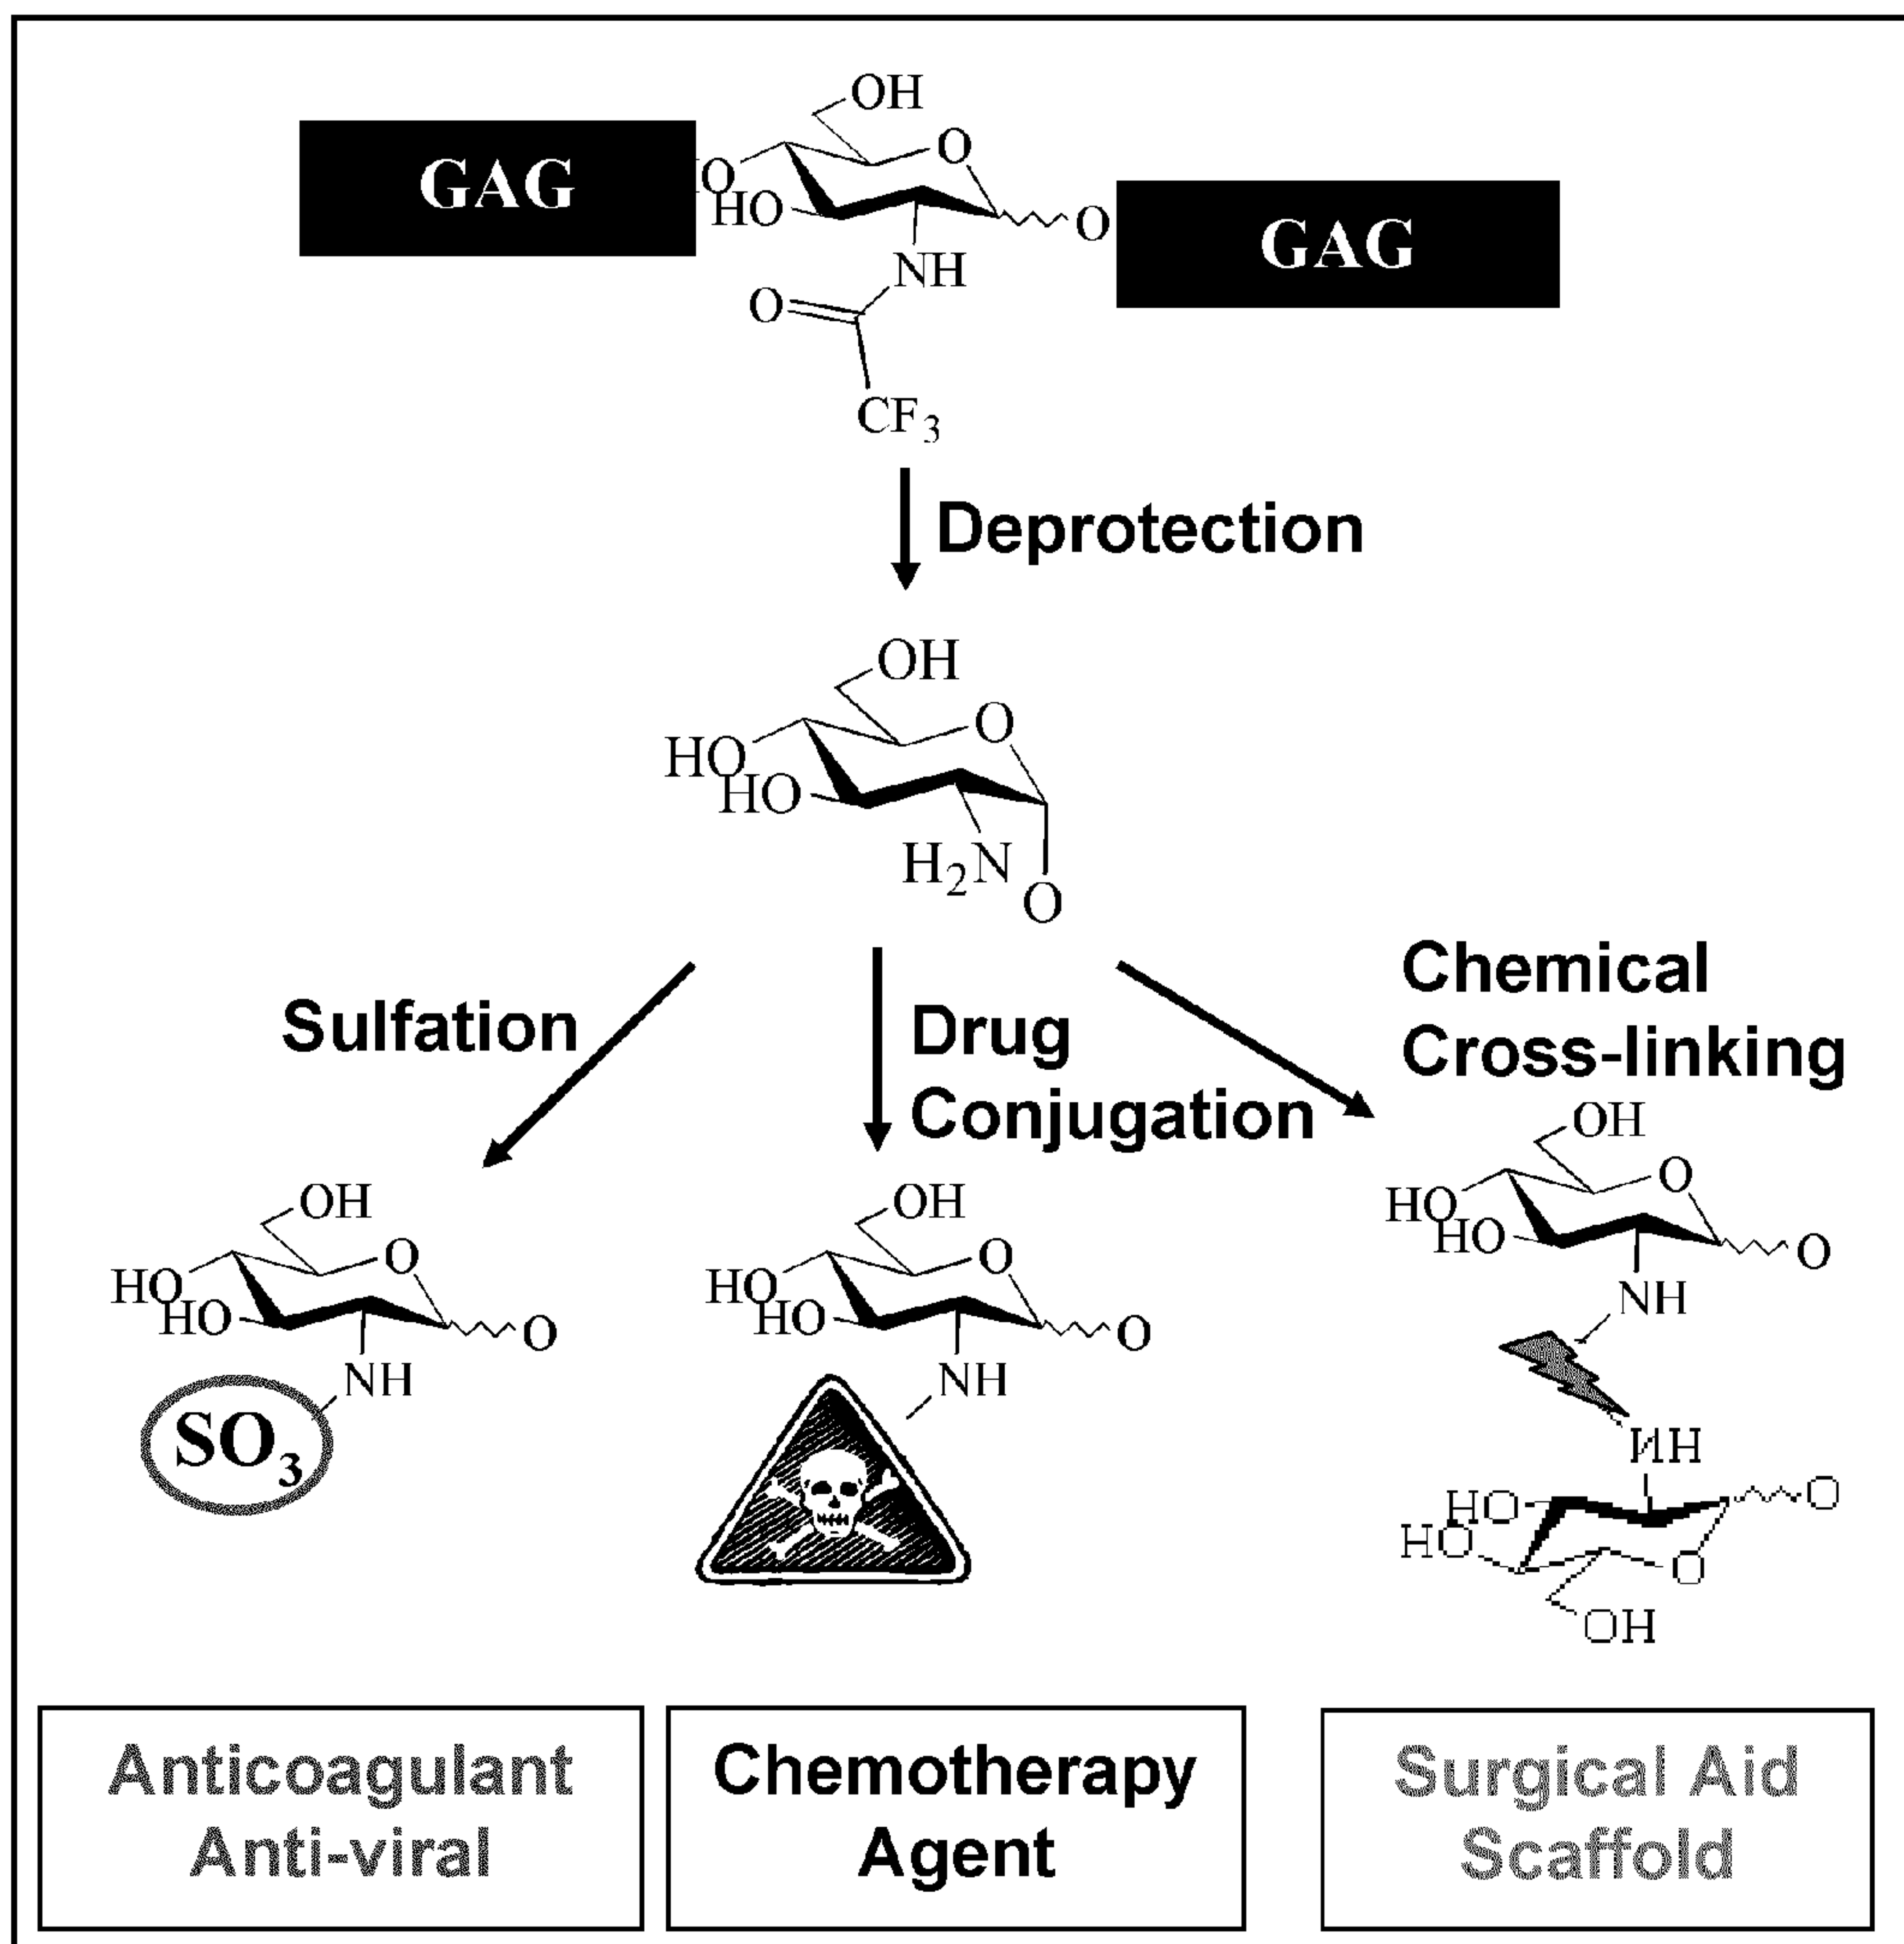 OH
GAG
O
O
HO
O
GAG
NH
O
CF3
Deprotection
OH
O
HO
HO
H2N
O
Sulfation
Drug
Conjugation
Chemical
Cross-linking
OH
O
HO
HO
O
NH
SO3
OH
O
HO
HO
O
NH
OH
O
HO
HO
O
NH
NH
HO
O
HO
O
OH
Anticoagulant
Anti-viral
Chemotherapy
Agent
Surgical Aid
Scaffold